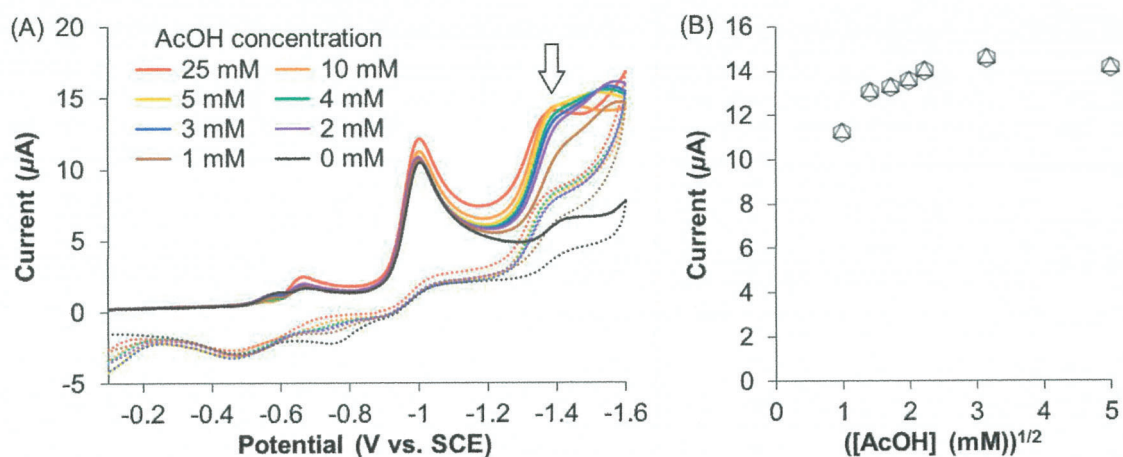 (A)
20
15
10
5
0
-5
Current (µA)
AcOH concentration
25 mM 10 mM
5 mM 4 mM
3 mM 2 mM
1 mM 0 mM
-0.2 -0.4 -0.6 -0.8 -1 -1.2 -1.4 -1.6
Potential (V vs. SCE)
(B)
16
14
12
10
8
6
4
2
0
Current (µA)
0 1 2 3 4 5
([AcOH] (mM))1/2